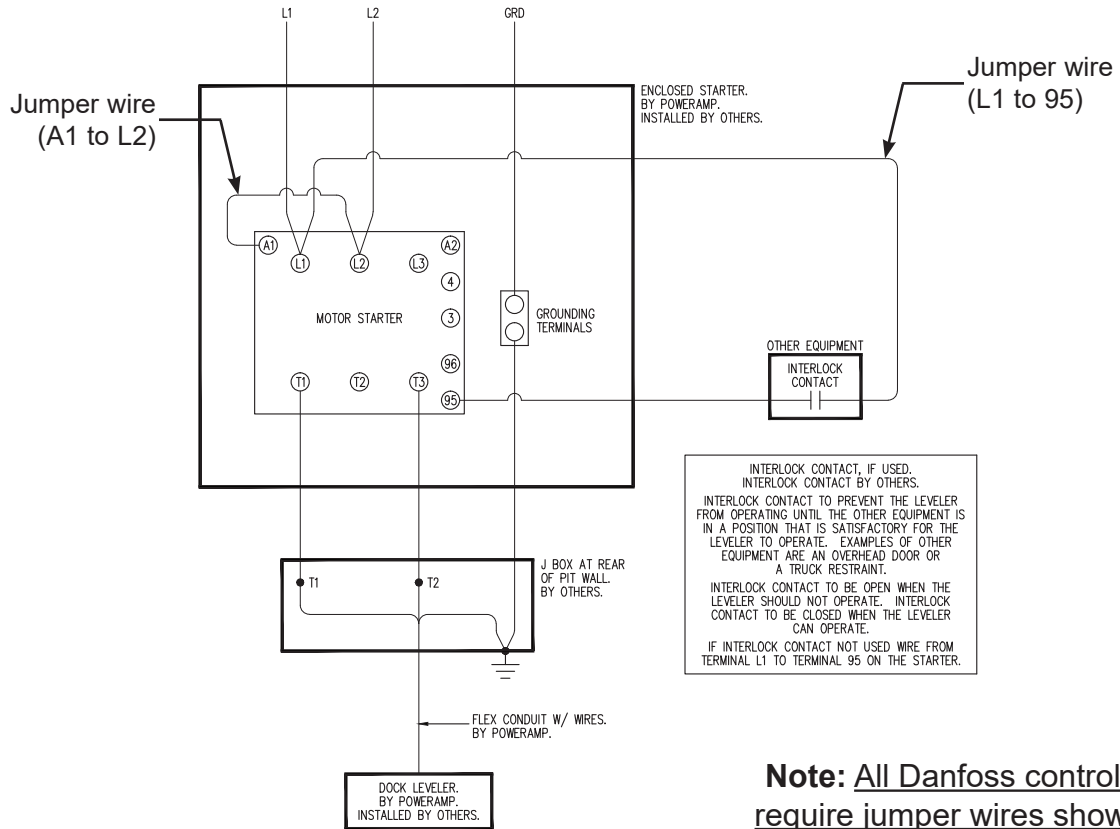 L1
L2
GRD
Jumper wire
(A1 to L2)
ENCLOSED STARTER.
BY POWERAMP.
INSTALLED BY OTHERS.
Jumper wire
(L1 to 95)
A1
L1
L2
L3
A2
4
3
96
95
MOTOR STARTER
T1
T2
T3
GROUNDING
TERMINALS
OTHER EQUIPMENT
INTERLOCK
CONTACT
INTERLOCK CONTACT, IF USED.
INTERLOCK CONTACT BY OTHERS.
INTERLOCK CONTACT TO PREVENT THE LEVELER
FROM OPERATING UNTIL THE OTHER EQUIPMENT IS
IN A POSITION THAT IS SATISFACTORY FOR THE
LEVELER TO OPERATE. EXAMPLES OF OTHER
EQUIPMENT ARE AN OVERHEAD DOOR OR
A TRUCK RESTRAINT.
INTERLOCK CONTACT TO BE OPEN WHEN THE
LEVELER SHOULD NOT OPERATE. INTERLOCK
CONTACT TO BE CLOSED WHEN THE LEVELER
CAN OPERATE.
IF INTERLOCK CONTACT NOT USED WIRE FROM
TERMINAL L1 TO TERMINAL 95 ON THE STARTER.
T1
T2
J BOX AT REAR
OF PIT WALL.
BY OTHERS.
FLEX CONDUIT W/ WIRES.
BY POWERAMP.
DOCK LEVELER.
BY POWERAMP.
INSTALLED BY OTHERS.
Note: All Danfoss control
require jumper wires show